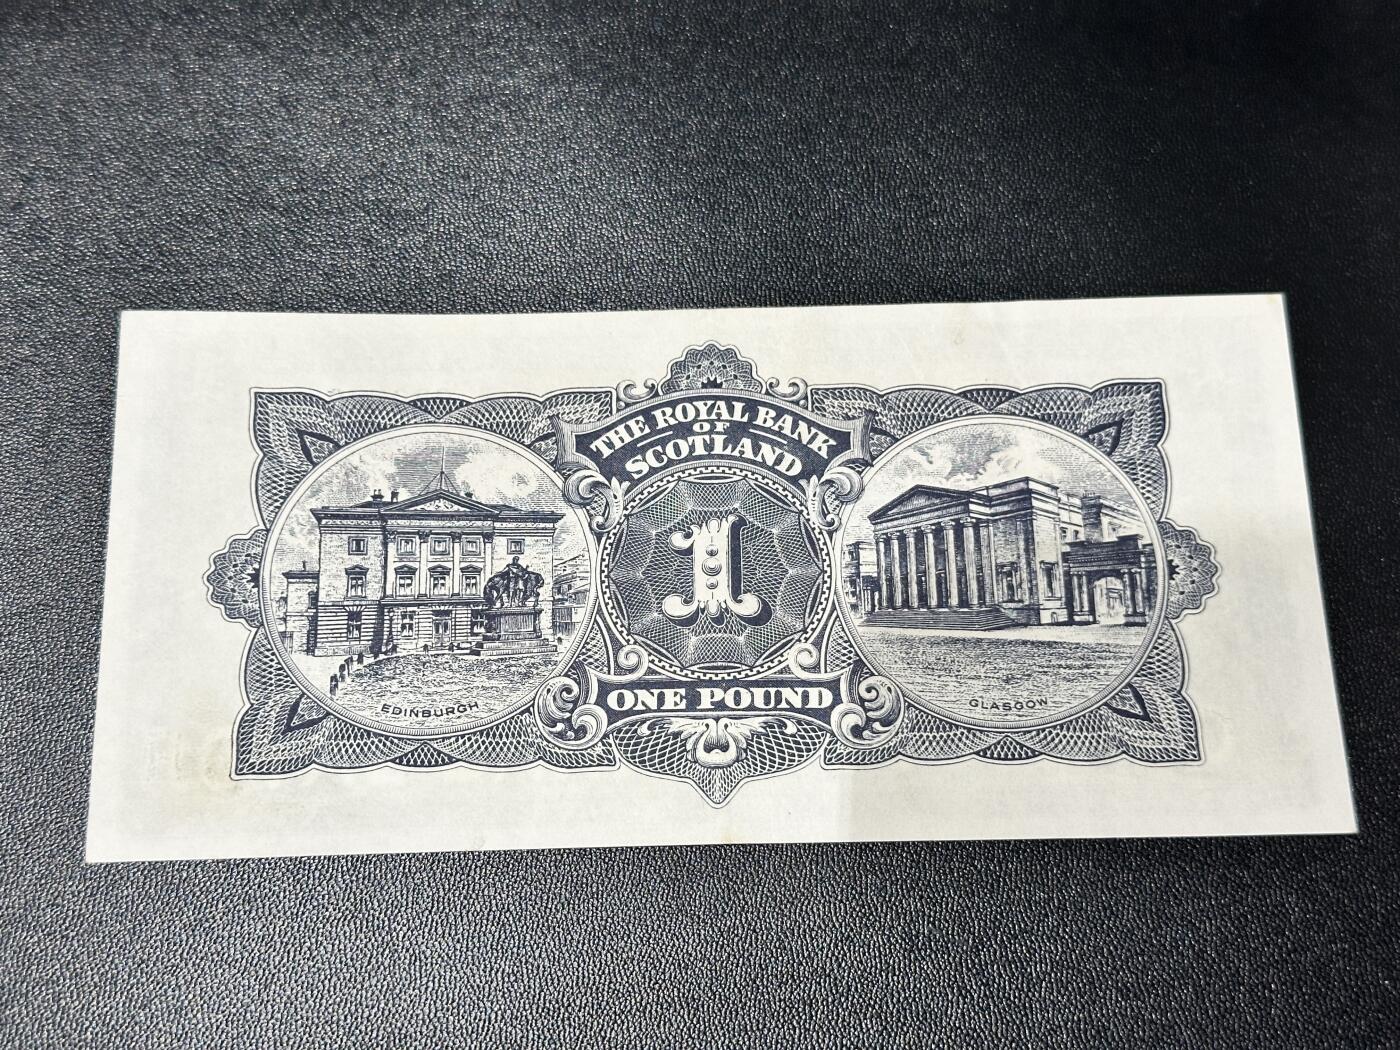 THE ROYAL BANK
OF
SCOTLAND
1
ONE POUND
EDINBURGH
GLASGOW